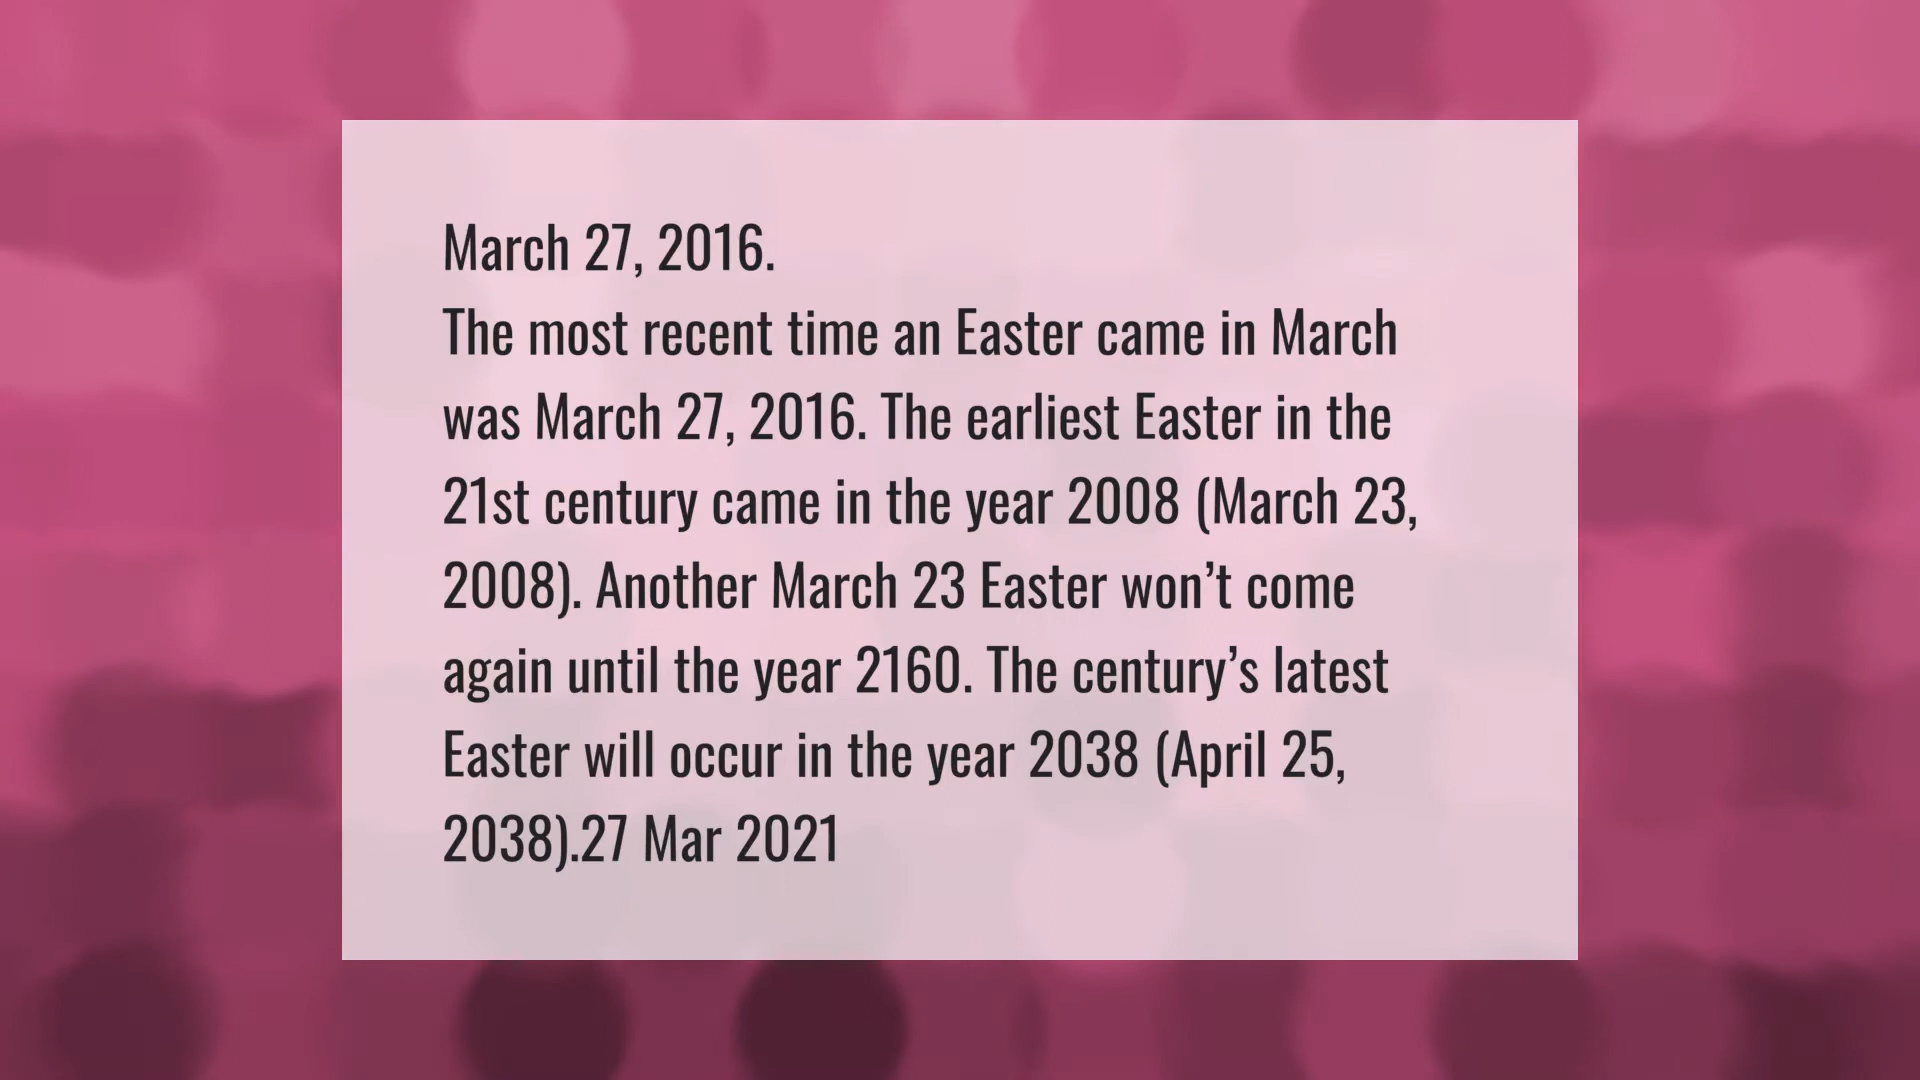 March 27, 2016.
The most recent time an Easter came in March
was March 27, 2016. The earliest Easter in the
21st century came in the year 2008 (March 23,
2008). Another March 23 Easter won’t come
again until the year 2160. The century’s latest
Easter will occur in the year 2038 (April 25,
2038).27 Mar 2021